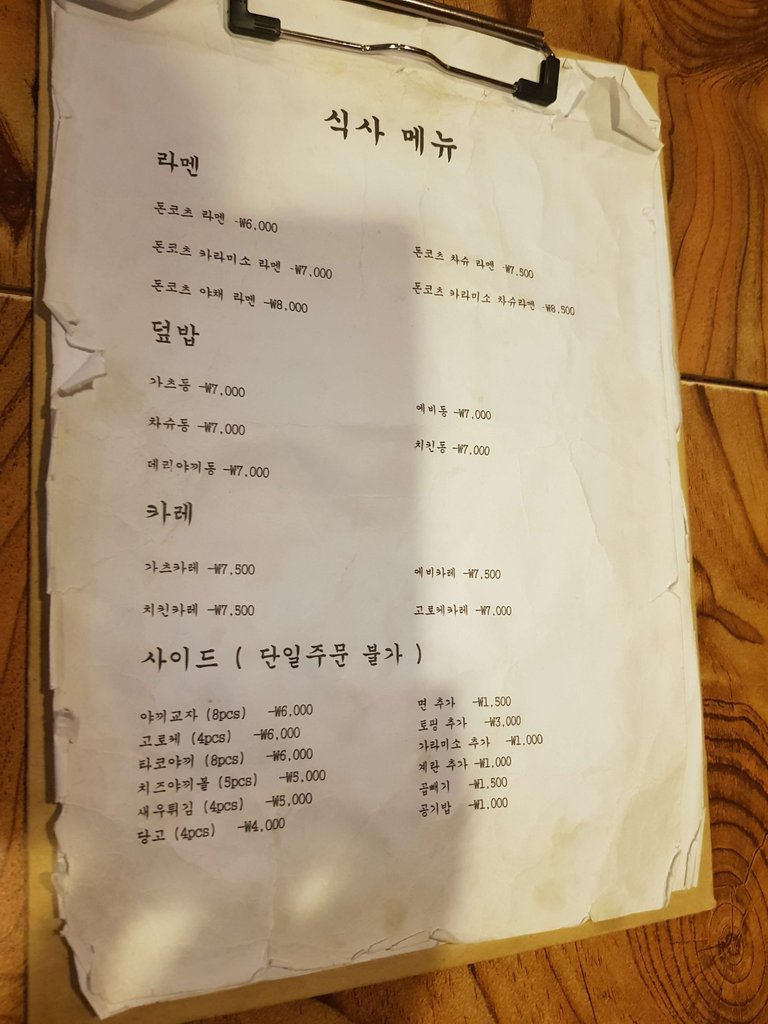 식사 메뉴
라멘
돈코츠 라멘 -₩6,000
돈코츠 카라미소 라멘 -₩7,000
돈코츠 차슈 라멘 -₩7,500
돈코츠 야채 라멘 -₩8,000
돈코츠 카라미소 차슈라멘 -₩8,500
덮밥
가츠동 -₩7,000
에비동 -₩7,000
차슈동 -₩7,000
치킨동 -₩7,000
데리야끼동 -₩7,000
카레
가츠카레 -₩7,500
에비카레 -₩7,500
치킨카레 -₩7,500
고로케카레 -₩7,000
사이드 ( 단일주문 불가 )
야끼교자 (8pcs) -₩6,000
고로케 (4pcs) -₩6,000
타코야끼 (8pcs) -₩6,000
치즈야끼볼 (5pcs) -₩5,000
새우튀김 (4pcs) -₩5,000
당고 (4pcs) -₩4,000
면 추가 -₩1,500
토핑 추가 -₩3,000
가라미소 추가 -₩1,000
계란 추가 -₩1,000
곱빼기 -₩1,500
공기밥 -₩1,000